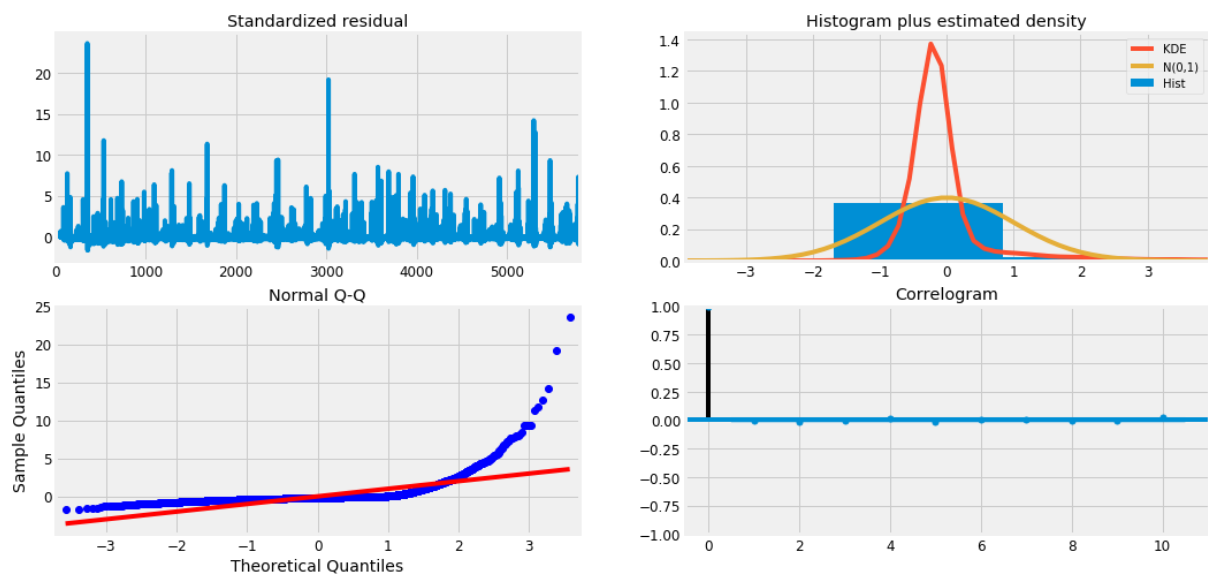 Standardized residual
20
15
10
5
0
0 1000 2000 3000 4000 5000
Histogram plus estimated density
KDE
N(0,1)
Hist
1.4
1.2
1.0
0.8
0.6
0.4
0.2
0.0
−3 −2 −1 0 1 2 3
Normal Q-Q
Sample Quantiles
25
20
15
10
5
0
−3 −2 −1 0 1 2 3
Theoretical Quantiles
Correlogram
1.00
0.75
0.50
0.25
0.00
−0.25
−0.50
−0.75
−1.00
0 2 4 6 8 10